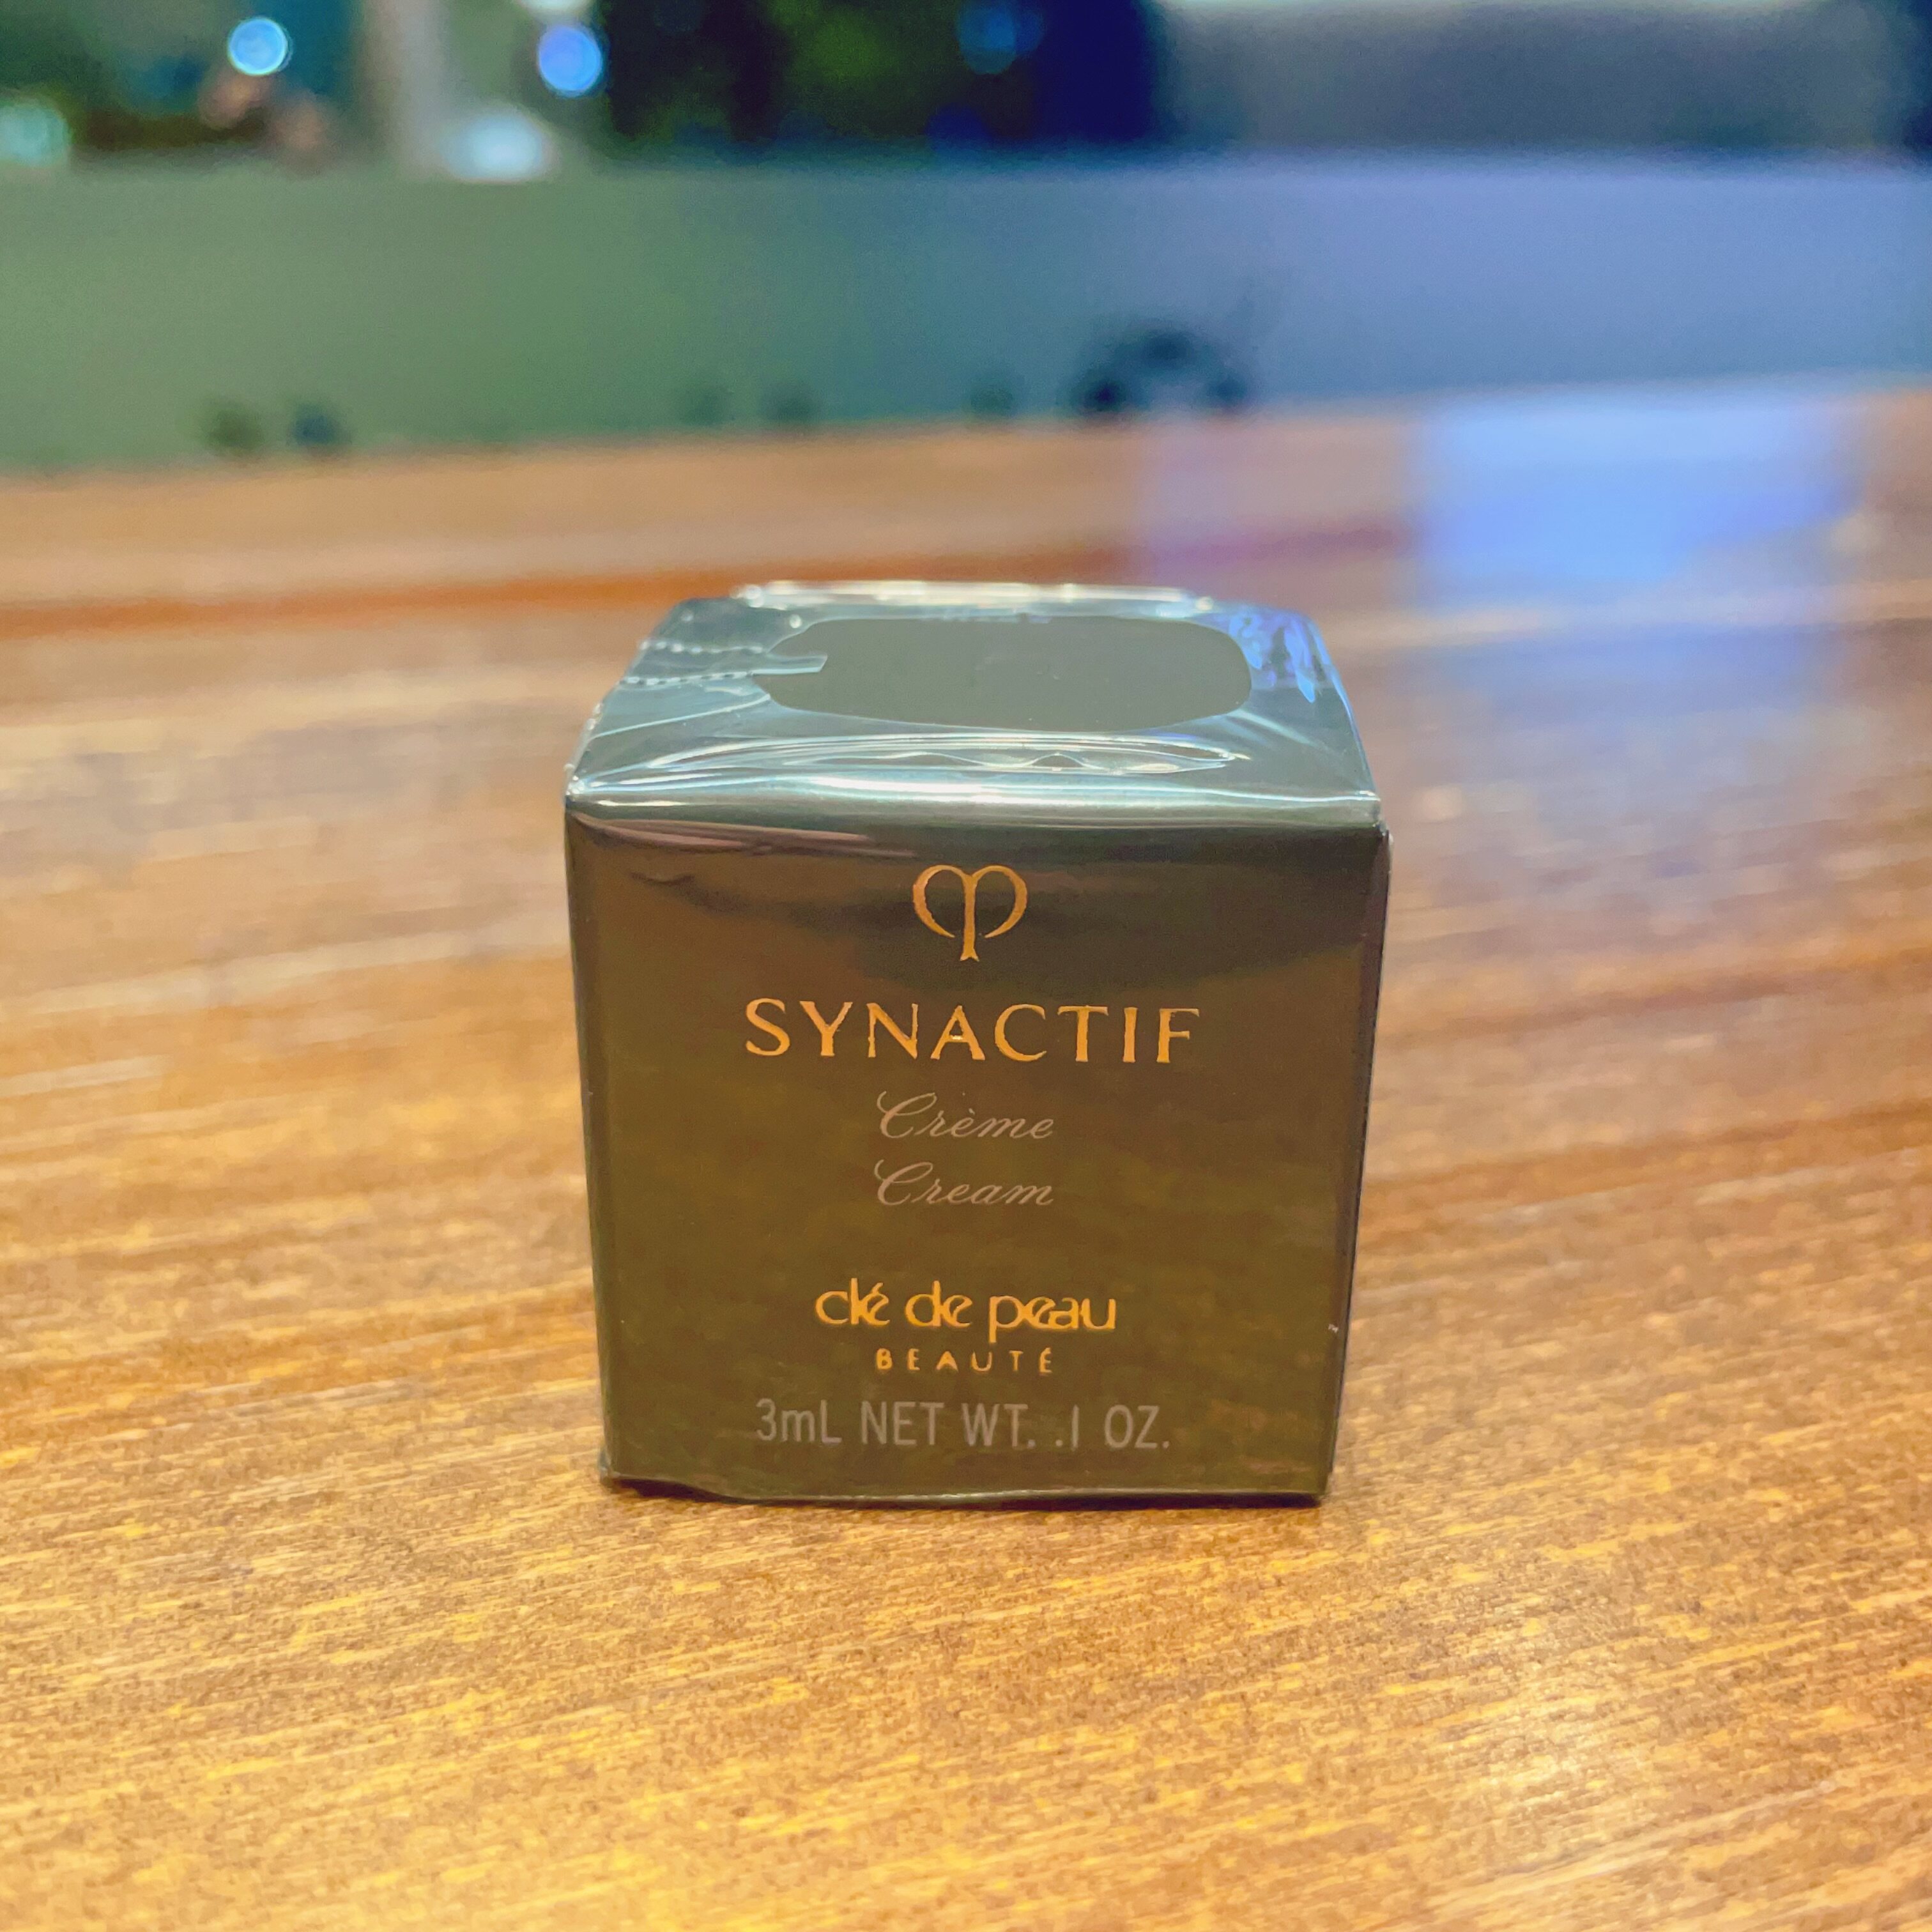 SYNACTIF
Crème
Cream
clé de peau
BEAUTÉ
3mL NET WT. .1 OZ.